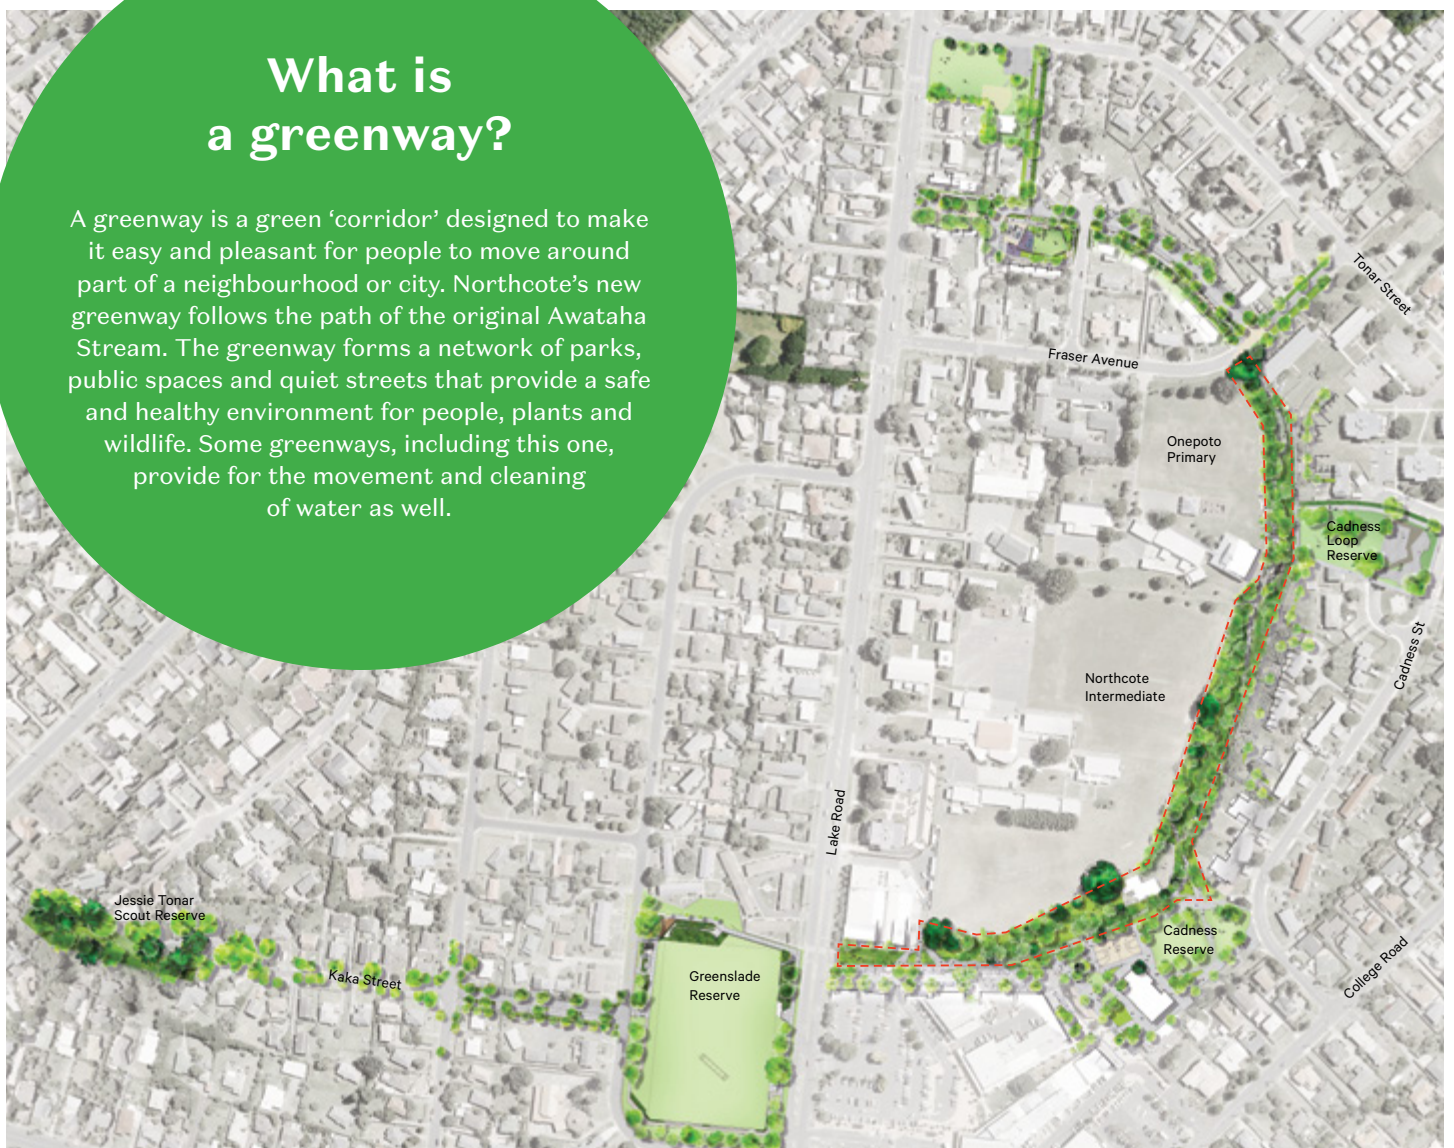 What is
a greenway?
A greenway is a green ‘corridor’ designed to make
it easy and pleasant for people to move around
part of a neighbourhood or city. Northcote’s new
greenway follows the path of the original Awataha
Stream. The greenway forms a network of parks,
public spaces and quiet streets that provide a safe
and healthy environment for people, plants and
wildlife. Some greenways, including this one,
provide for the movement and cleaning
of water as well.
Tonar Street
Fraser Avenue
Onepoto
Primary
Cadness
Loop
Reserve
Cadness St
Northcote
Intermediate
Lake Road
Jessie Tonar
Scout Reserve
Kaka Street
Greenslade
Reserve
Cadness
Reserve
College Road